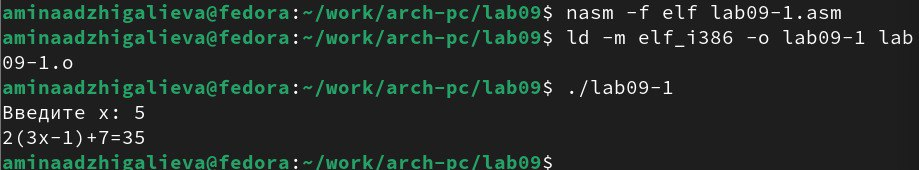 aminaadzhigalieva@fedora:~/work/arch-pc/lab09$ nasm -f elf lab09-1.asm
aminaadzhigalieva@fedora:~/work/arch-pc/lab09$ ld -m elf_i386 -o lab09-1 lab
09-1.o
aminaadzhigalieva@fedora:~/work/arch-pc/lab09$ ./lab09-1
Введите x: 5
2(3x-1)+7=35
aminaadzhigalieva@fedora:~/work/arch-pc/lab09$